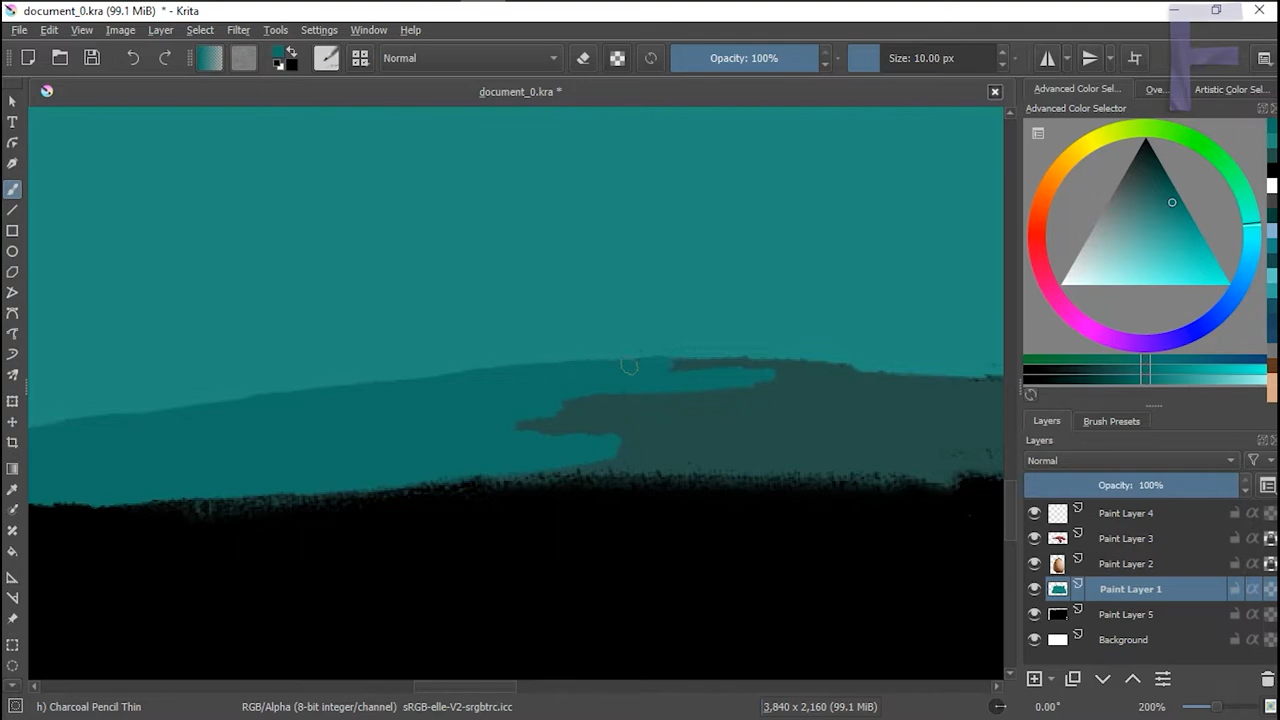 document_0.kra (99.1 MiB) * - Krita
File Edit View Image Layer Select Filter Tools Settings Window Help
Normal Opacity: 100% Size: 10.00 px
document_0.kra *
Advanced Color Sel... Ove... Artistic Color Sel...
Advanced Color Selector
Layers Brush Presets
Layers
Normal
Opacity: 100%
Paint Layer 4
Paint Layer 3
Paint Layer 2
Paint Layer 1
Paint Layer 5
Background
h) Charcoal Pencil Thin RGB/Alpha (8-bit integer/channel) sRGB-elle-V2-srgbtrc.icc 3,840 x 2,160 (99.1 MiB) 0.00° 200%